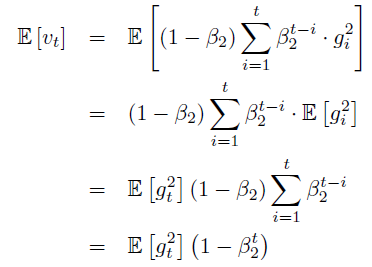 𝔼[v_t] = 𝔼[(1 − β_2) ∑_{i=1}^{t} β_2^{t−i} · g_i^2]
= (1 − β_2) ∑_{i=1}^{t} β_2^{t−i} · 𝔼[g_i^2]
= 𝔼[g_t^2] (1 − β_2) ∑_{i=1}^{t} β_2^{t−i}
= 𝔼[g_t^2] (1 − β_2^t)